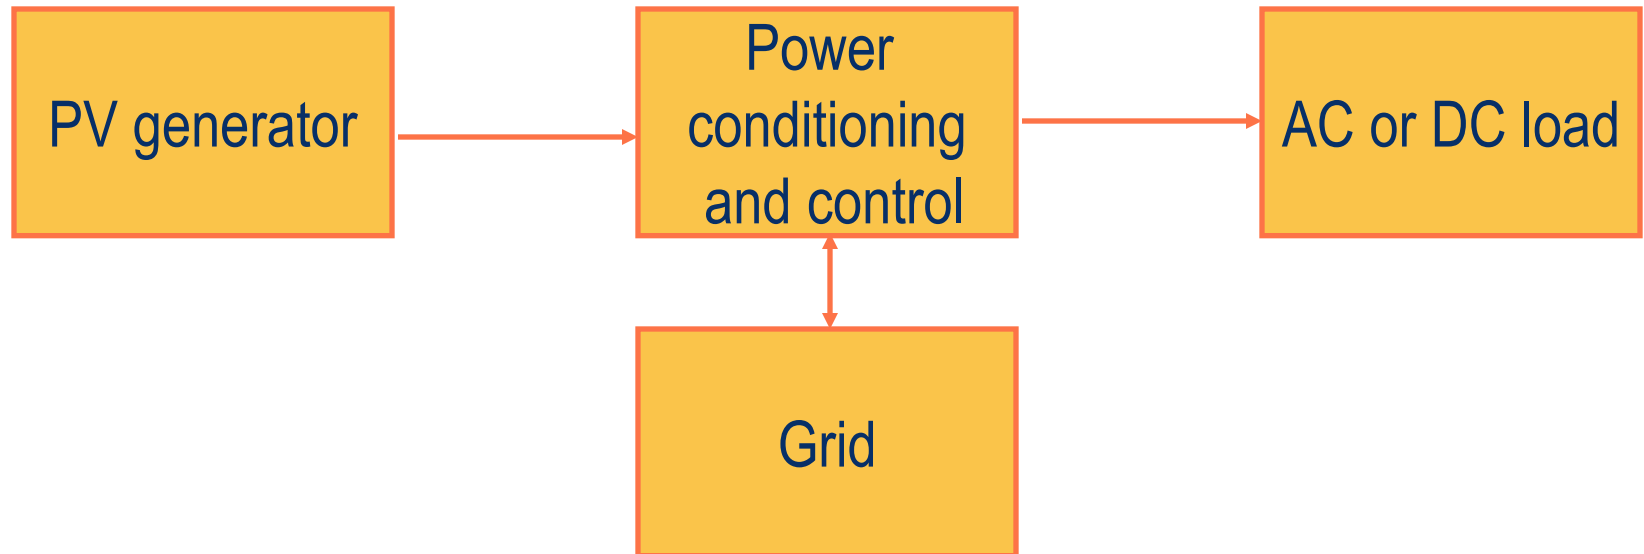 PV generator
Power
conditioning
and control
AC or DC load
Grid